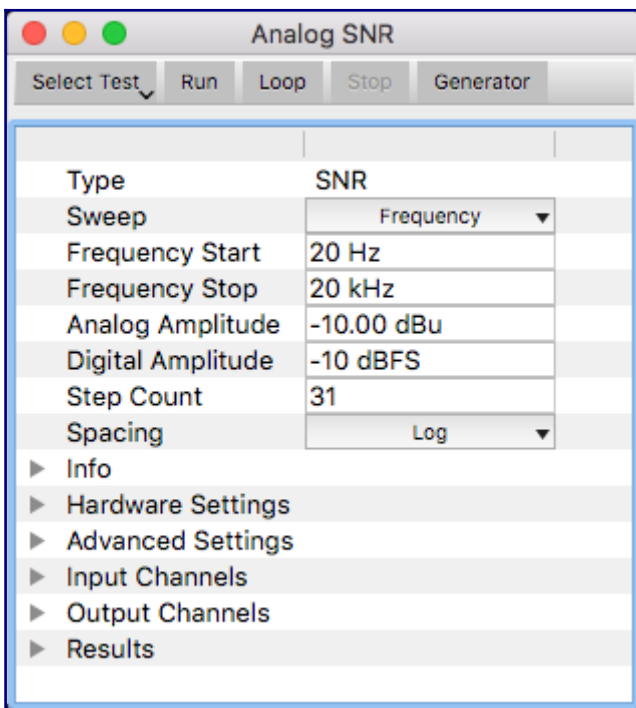 Analog SNR
Select Test Run Loop Stop Generator
Type SNR
Sweep Frequency
Frequency Start 20 Hz
Frequency Stop 20 kHz
Analog Amplitude -10.00 dBu
Digital Amplitude -10 dBFS
Step Count 31
Spacing Log
Info
Hardware Settings
Advanced Settings
Input Channels
Output Channels
Results